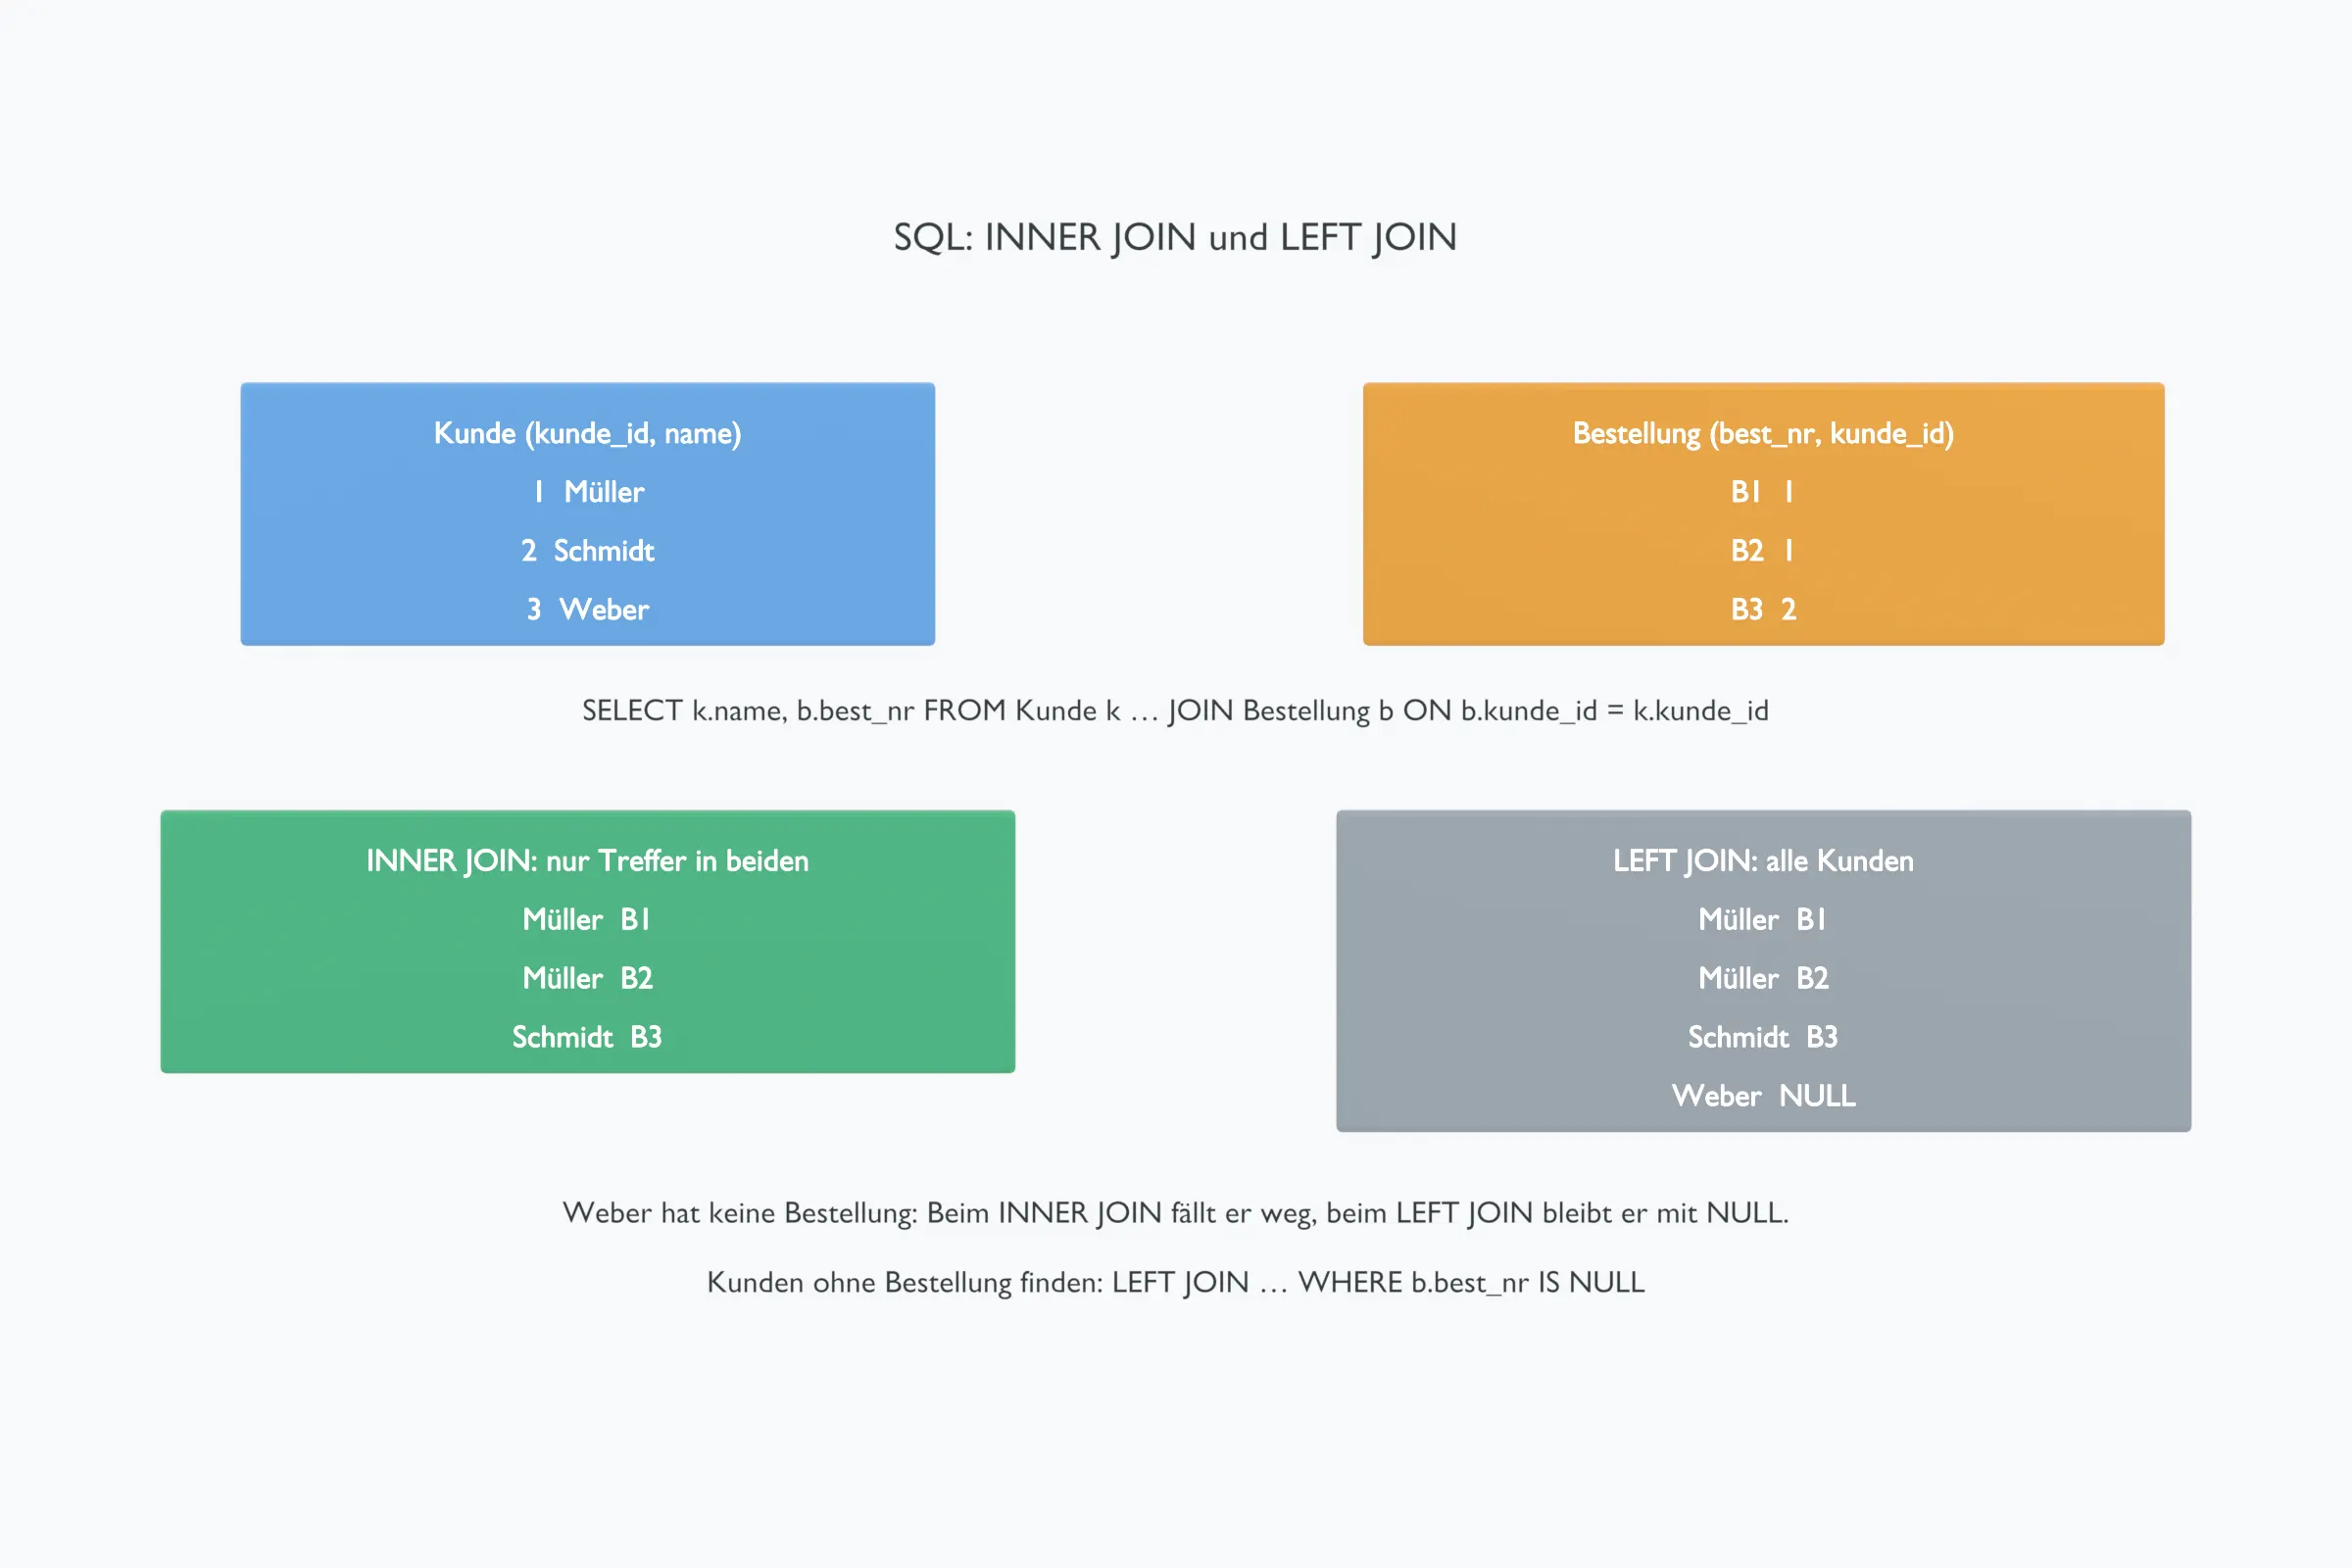 SQL: INNER JOIN und LEFT JOIN
Kunde (kunde_id, name)
1 Müller
2 Schmidt
3 Weber
Bestellung (best_nr, kunde_id)
B1 1
B2 1
B3 2
SELECT k.name, b.best_nr FROM Kunde k … JOIN Bestellung b ON b.kunde_id = k.kunde_id
INNER JOIN: nur Treffer in beiden
Müller B1
Müller B2
Schmidt B3
LEFT JOIN: alle Kunden
Müller B1
Müller B2
Schmidt B3
Weber NULL
Weber hat keine Bestellung: Beim INNER JOIN fällt er weg, beim LEFT JOIN bleibt er mit NULL.
Kunden ohne Bestellung finden: LEFT JOIN … WHERE b.best_nr IS NULL